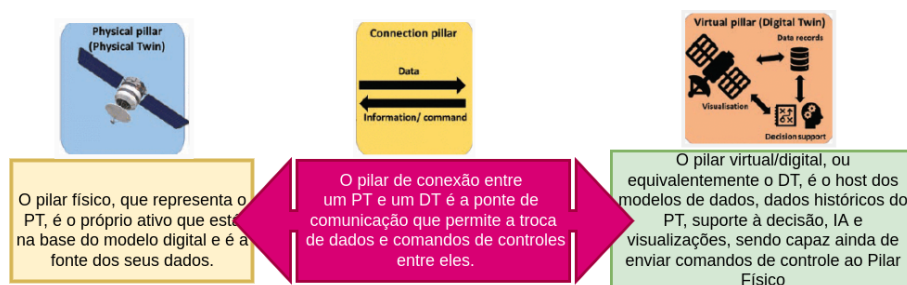 Physical pillar
(Physical Twin)
Connection pillar
Data
Information/ command
Virtual pillar (Digital Twin)
Data records
Visualisation
Decision support
O pilar físico, que representa o
PT, é o próprio ativo que está
na base do modelo digital e é a
fonte dos seus dados.
O pilar de conexão entre
um PT e um DT é a ponte de
comunicação que permite a troca
de dados e comandos de controles
entre eles.
O pilar virtual/digital, ou
equivalentemente o DT, é o host dos
modelos de dados, dados históricos do
PT, suporte à decisão, IA e
visualizações, sendo capaz ainda de
enviar comandos de controle ao Pilar
Físico